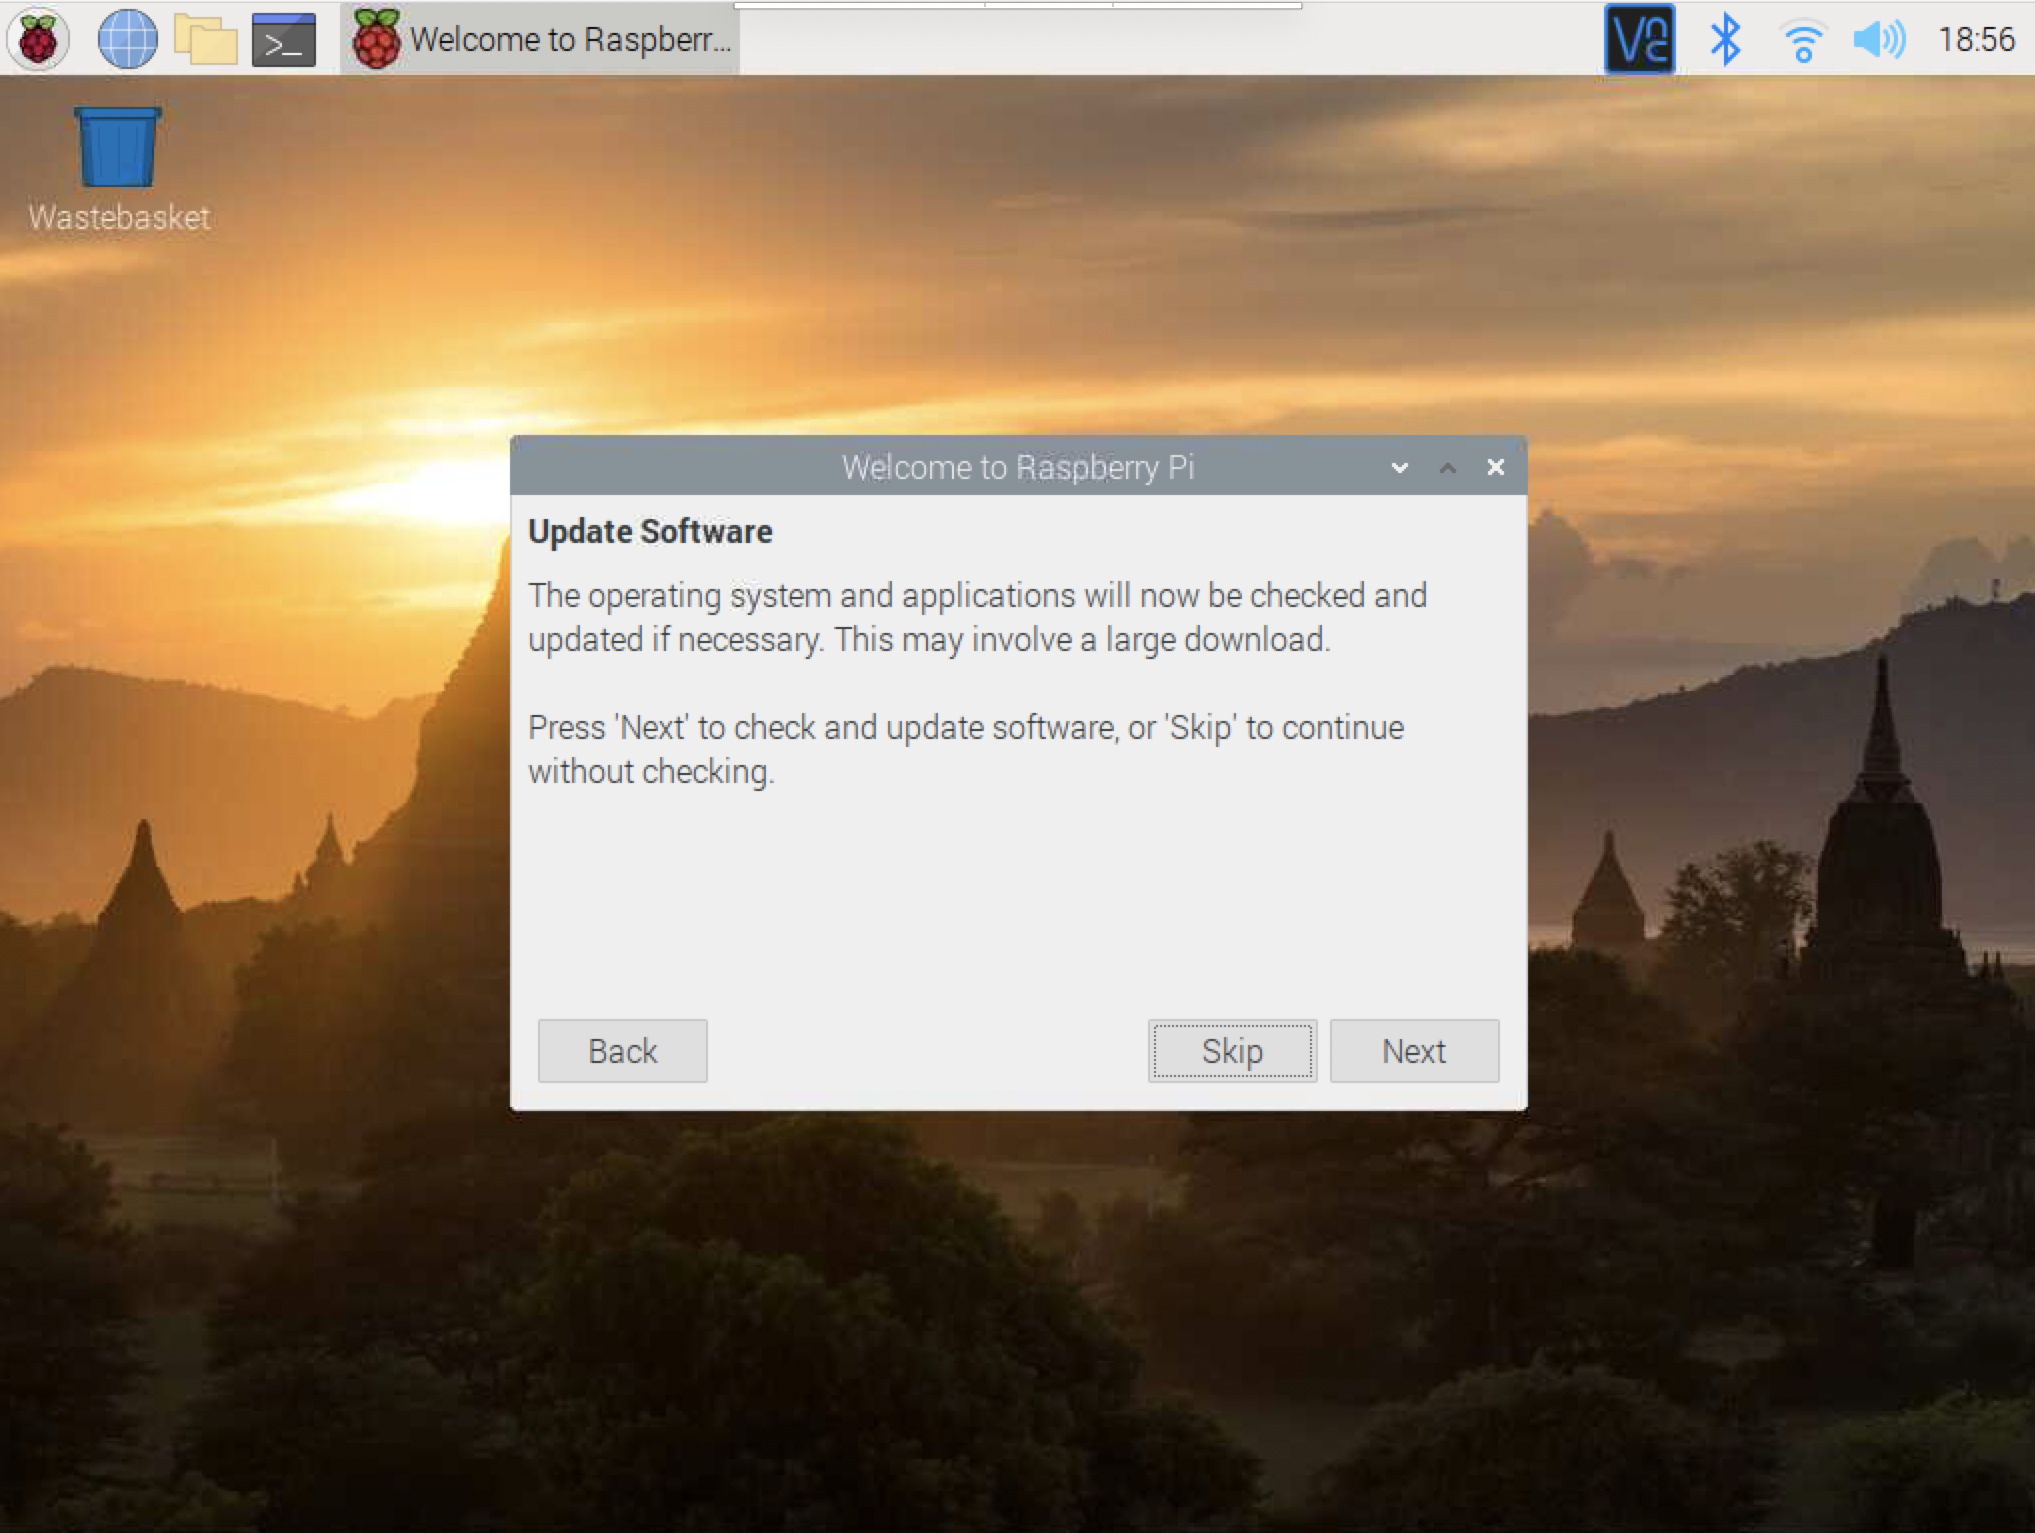 Welcome to Raspberr...
18:56
Wastebasket
Welcome to Raspberry Pi
Update Software
The operating system and applications will now be checked and
updated if necessary. This may involve a large download.
Press 'Next' to check and update software, or 'Skip' to continue
without checking.
Back
Skip
Next